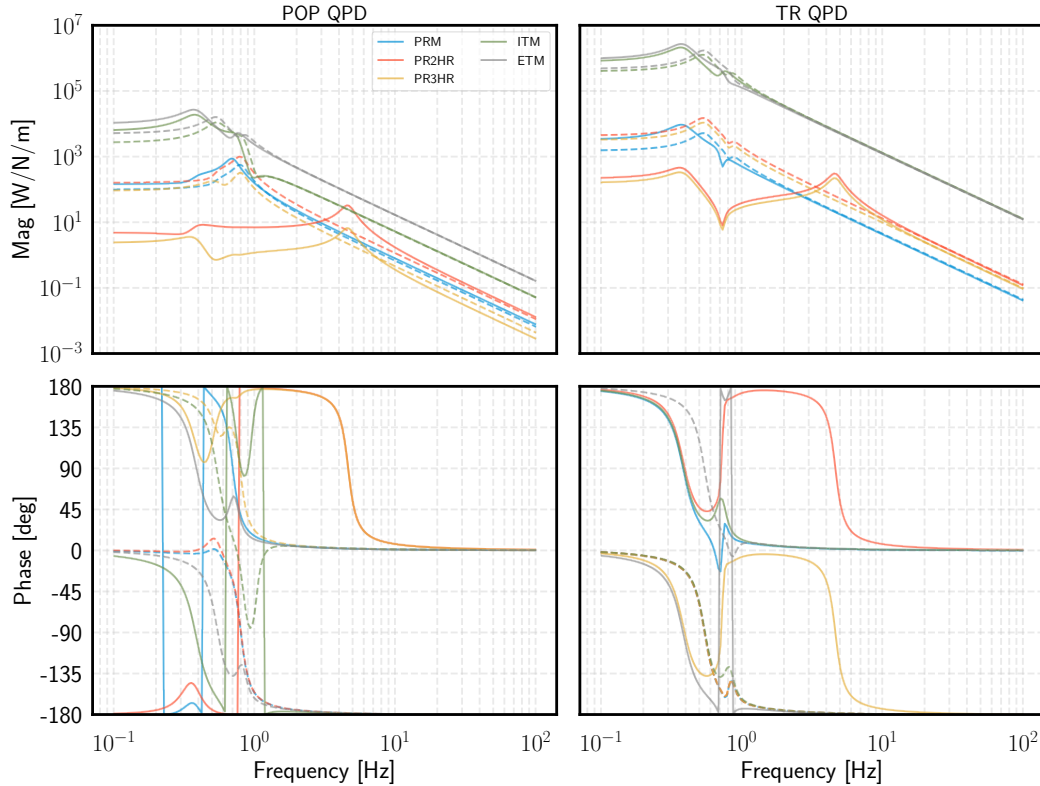 POP QPD
TR QPD
Mag [W/N/m]
10^7
10^5
10^3
10^1
10^-1
10^-3
PRM
PR2HR
PR3HR
ITM
ETM
Phase [deg]
180
135
90
45
0
-45
-90
-135
-180
10^-1
10^0
10^1
10^2
10^-1
10^0
10^1
10^2
Frequency [Hz]
Frequency [Hz]